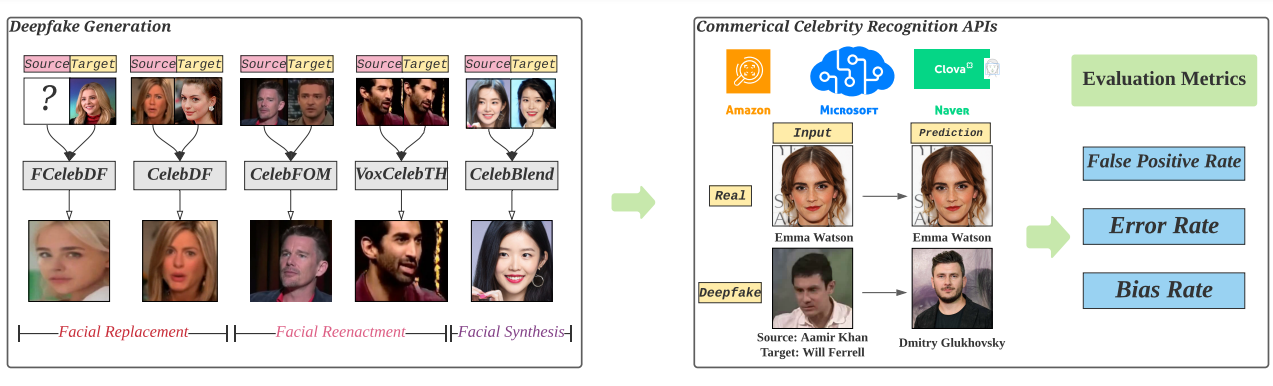 Deepfake Generation
Source Target
Source Target
Source Target
Source Target
Source Target
?
FCelebDF
CelebDF
CelebFOM
VoxCelebTH
CelebBlend
Facial Replacement
Facial Reenactment
Facial Synthesis
Commerical Celebrity Recognition APIs
Amazon
Microsoft
Clova
Naver
Input
Prediction
Real
Emma Watson
Emma Watson
Deepfake
Source: Aamir Khan
Target: Will Ferrell
Dmitry Glukhovsky
Evaluation Metrics
False Positive Rate
Error Rate
Bias Rate